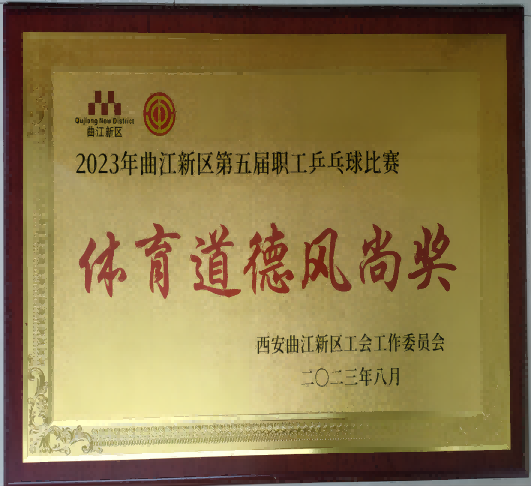 Qujiang New District
曲江新区
2023年曲江新区第五届职工乒乓球比赛
体育道德风尚奖
西安曲江新区工会工作委员会
二〇二三年八月